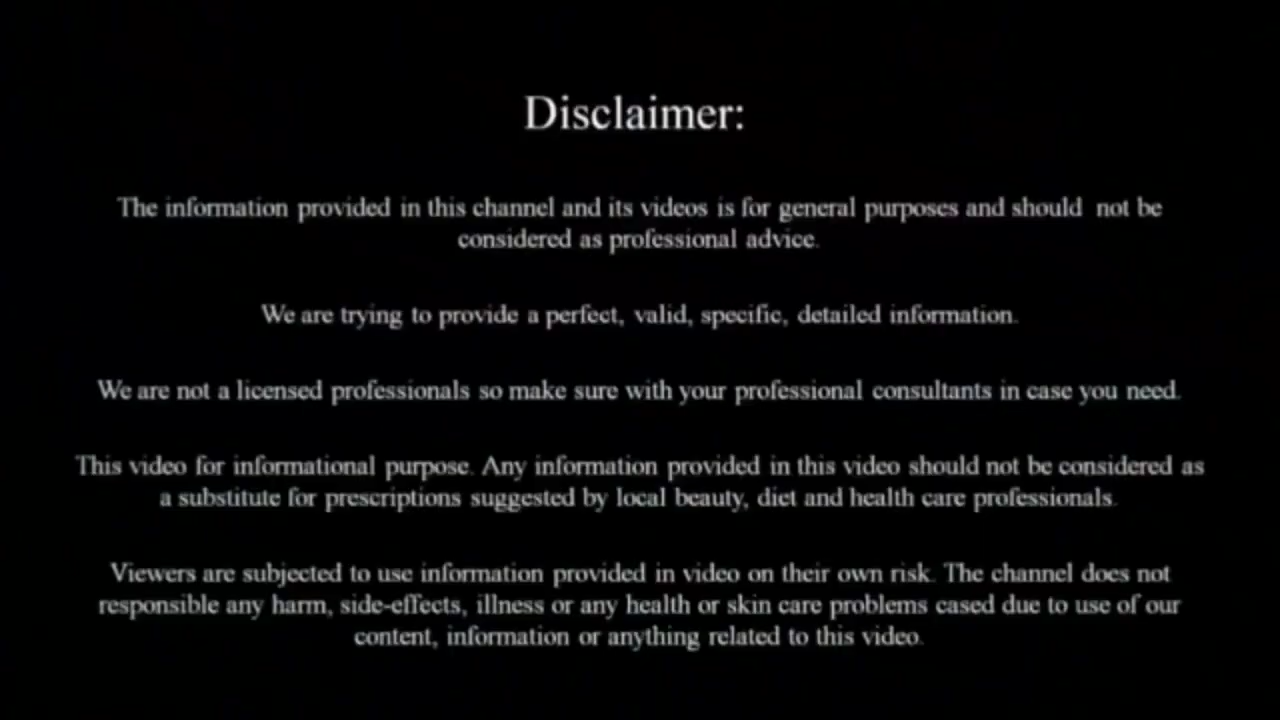 Disclaimer:
The information provided in this channel and its videos is for general purposes and should not be
considered as professional advice.
We are trying to provide a perfect, valid, specific, detailed information.
We are not a licensed professionals so make sure with your professional consultants in case you need.
This video for informational purpose. Any information provided in this video should not be considered as
a substitute for prescriptions suggested by local beauty, diet and health care professionals.
Viewers are subjected to use information provided in video on their own risk. The channel does not
responsible any harm, side-effects, illness or any health or skin care problems cased due to use of our
content, information or anything related to this video.